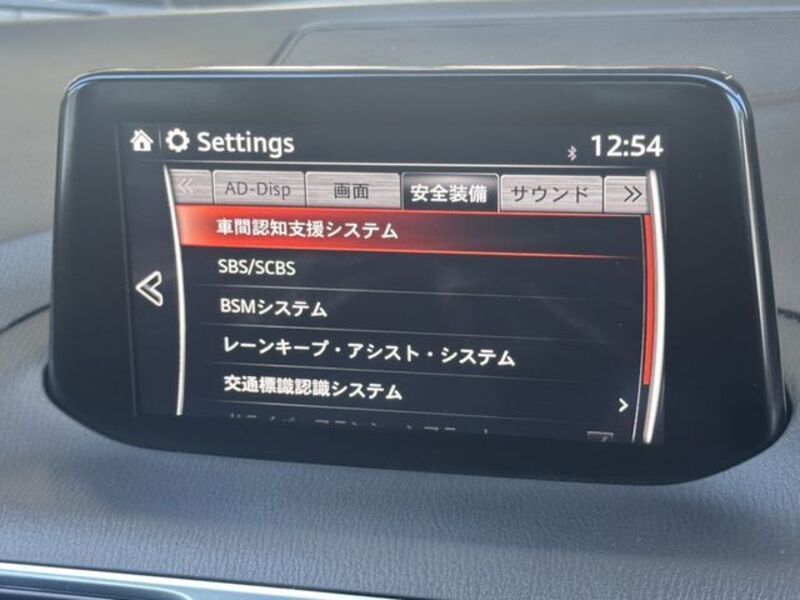 Settings
12:54
AD-Disp 画面 安全装備 サウンド
車間認知支援システム
SBS/SCBS
BSMシステム
レーンキープ・アシスト・システム
交通標識認識システム